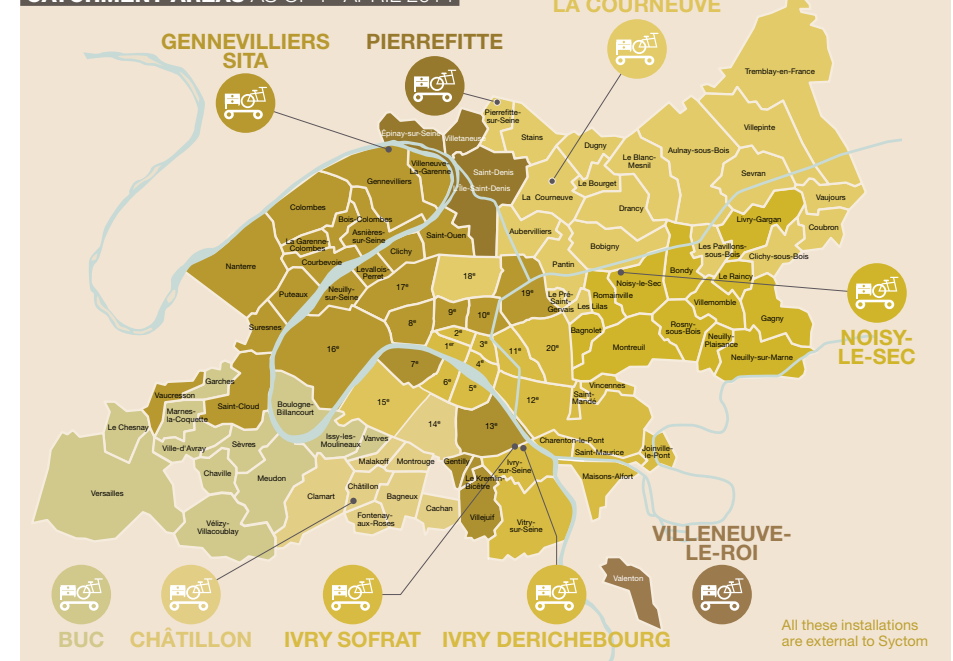 CATCHMENT AREAS AS OF 1ST APRIL 2014
LA COURNEUVE
GENNEVILLIERS
SITA
PIERREFITTE
Tremblay-en-France
Pierrefitte-
sur-Seine
Épinay-sur-Seine
Villetaneuse
Stains
Dugny
Villepinte
Le Blanc-
Mesnil
Aulnay-sous-Bois
Villeneuve-
La-Garenne
Saint-Denis
Sevran
Gennevilliers
L'Île-Saint-Denis
La Courneuve
Le Bourget
Vaujours
Colombes
Bois-Colombes
Drancy
Livry-Gargan
Asnières-
sur-Seine
Saint-Ouen
Aubervilliers
Coubron
La Garenne-
Colombes
Clichy
Bobigny
Les Pavillons-
sous-Bois
Clichy-sous-Bois
Nanterre
Courbevoie
Levallois-
Perret
Pantin
Bondy
Le Raincy
18e
Noisy-le-Sec
Puteaux
Neuilly-
sur-Seine
17e
19e
Le Pré-
Saint-
Gervais
Romainville
Les Lilas
Villemomble
Gagny
Suresnes
8e
9e
10e
Bagnolet
Rosny-
sous-Bois
Neuilly-
Plaisance
NOISY-
LE-SEC
2e
1er
3e
16e
11e
20e
Montreuil
Neuilly-sur-Marne
7e
4e
6e
5e
Garches
Vaucresson
Vincennes
Saint-
Mandé
Marnes-
la-Coquette
Saint-Cloud
Boulogne-
Billancourt
15e
12e
Le Chesnay
14e
13e
Issy-les-
Moulineaux
Vanves
Charenton-le-Pont
Saint-Maurice
Joinville-
le-Pont
Ville-d'Avray
Sèvres
Malakoff
Montrouge
Gentilly
Ivry-
sur-Seine
Chaville
Meudon
Le Kremlin-
Bicêtre
Maisons-Alfort
Versailles
Clamart
Châtillon
Bagneux
Cachan
Villejuif
Vitry-
sur-Seine
Vélizy-
Villacoublay
Fontenay-
aux-Roses
VILLENEUVE-
LE-ROI
Valenton
BUC
CHÂTILLON
IVRY SOFRAT
IVRY DERICHEBOURG
All these installations
are external to Syctom